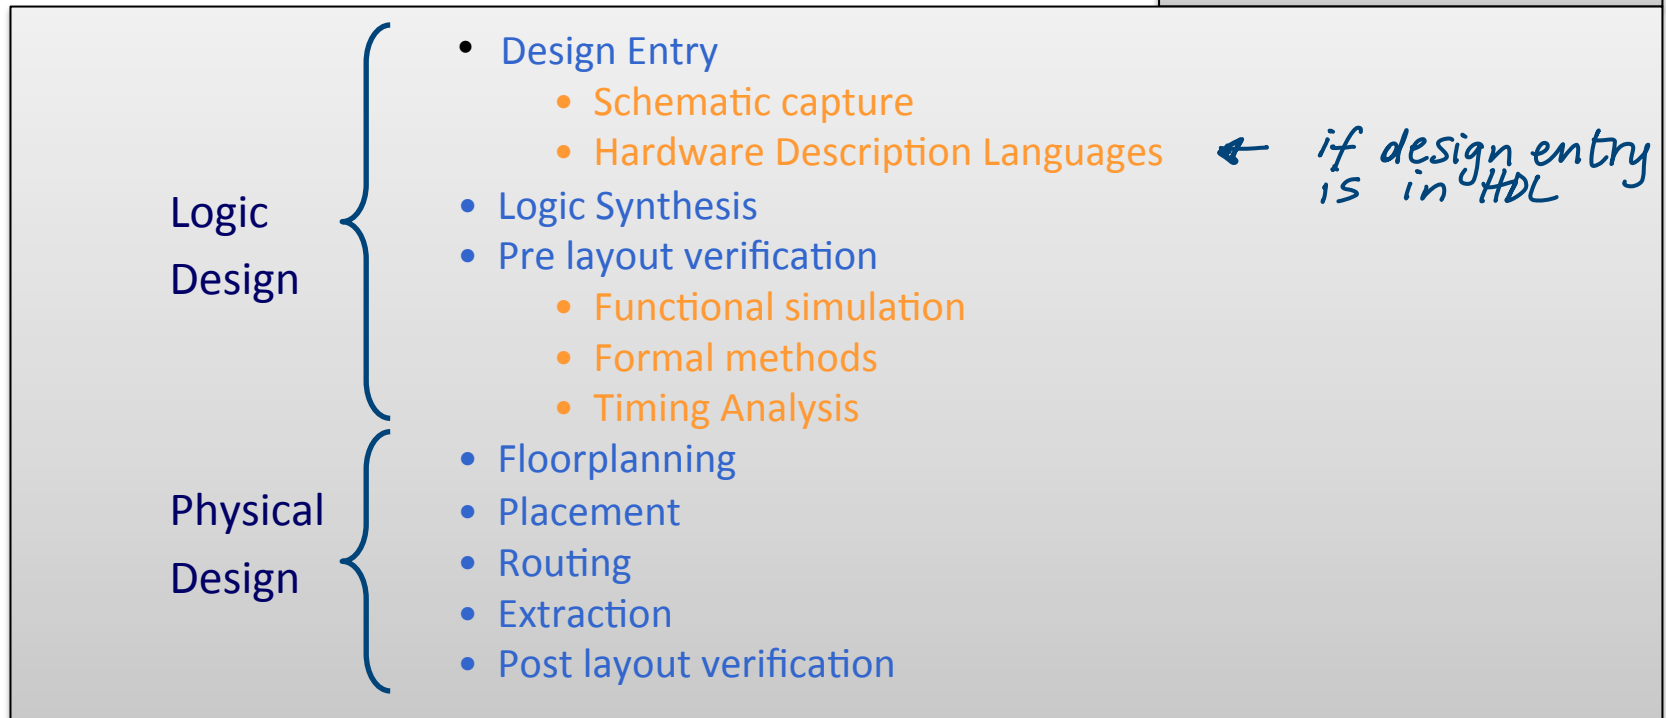 • Design Entry
• Schematic capture
• Hardware Description Languages ← if design entry
is in HDL
Logic
Design
• Logic Synthesis
• Pre layout verification
• Functional simulation
• Formal methods
• Timing Analysis
Physical
Design
• Floorplanning
• Placement
• Routing
• Extraction
• Post layout verification